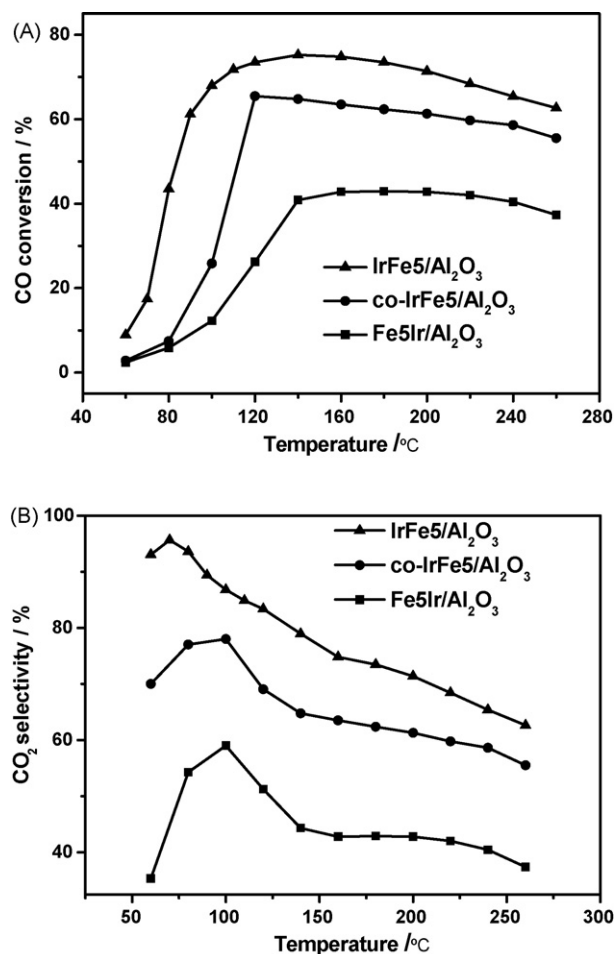 (A)
80
60
40
20
0
CO conversion / %
IrFe5/Al₂O₃
co-IrFe5/Al₂O₃
Fe5Ir/Al₂O₃
40 80 120 160 200 240 280
Temperature /°C
(B)
100
80
60
40
CO₂ selectivity / %
IrFe5/Al₂O₃
co-IrFe5/Al₂O₃
Fe5Ir/Al₂O₃
50 100 150 200 250 300
Temperature /°C